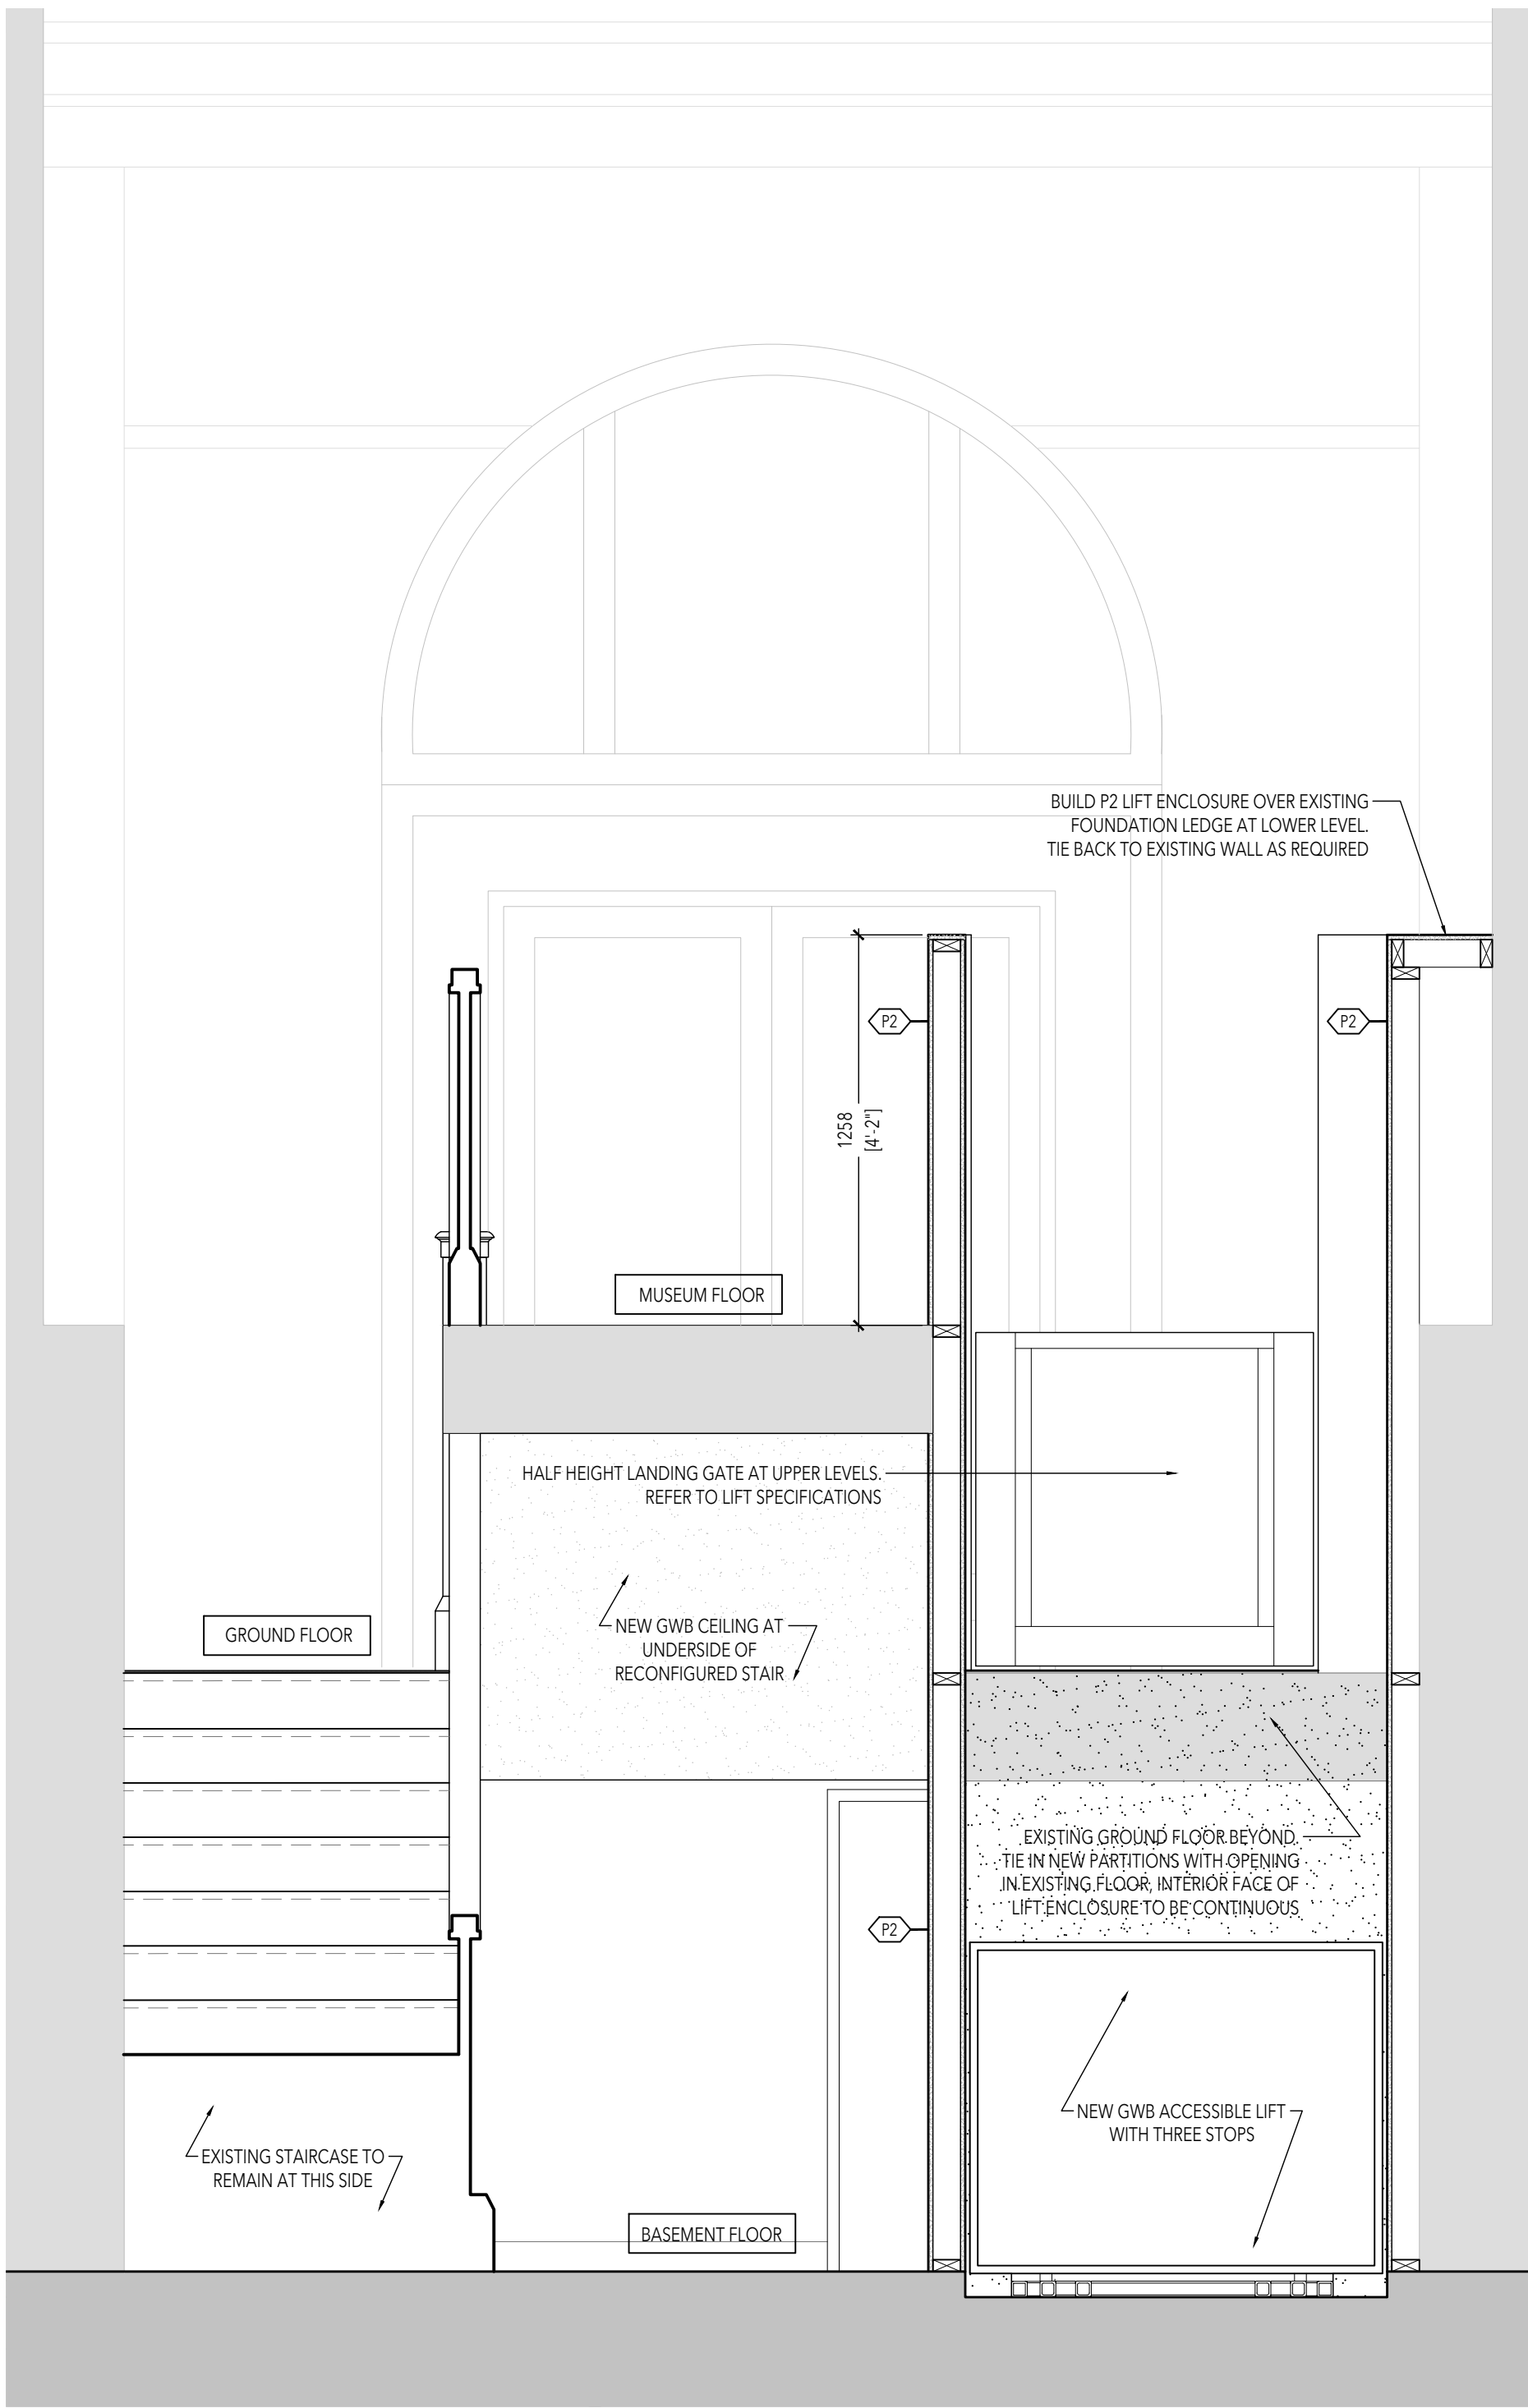 BUILD P2 LIFT ENCLOSURE OVER EXISTING
FOUNDATION LEDGE AT LOWER LEVEL.
TIE BACK TO EXISTING WALL AS REQUIRED
P2
P2
1258
[4'-2"]
MUSEUM FLOOR
HALF HEIGHT LANDING GATE AT UPPER LEVELS.
REFER TO LIFT SPECIFICATIONS
GROUND FLOOR
NEW GWB CEILING AT
UNDERSIDE OF
RECONFIGURED STAIR
EXISTING GROUND FLOOR BEYOND.
TIE IN NEW PARTITIONS WITH OPENING
IN EXISTING FLOOR, INTERIOR FACE OF
LIFT ENCLOSURE TO BE CONTINUOUS
P2
NEW GWB ACCESSIBLE LIFT
WITH THREE STOPS
EXISTING STAIRCASE TO
REMAIN AT THIS SIDE
BASEMENT FLOOR